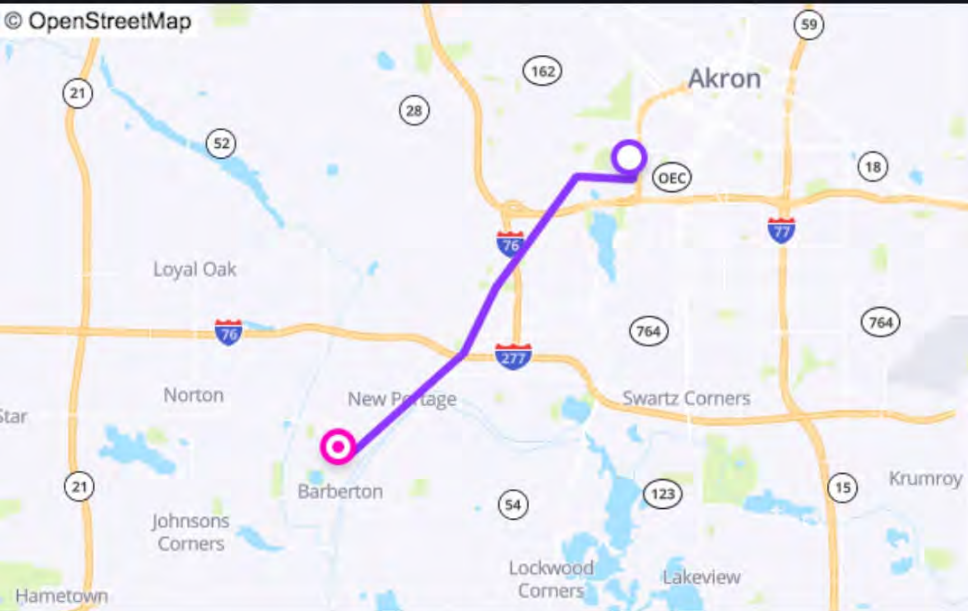 © OpenStreetMap
59
162
Akron
21
28
52
18
OEC
76
77
Loyal Oak
76
764
764
277
Norton
New Portage
Swartz Corners
Star
Krumroy
21
Barberton
54
123
15
Johnsons
Corners
Lockwood
Corners
Lakeview
Hametown